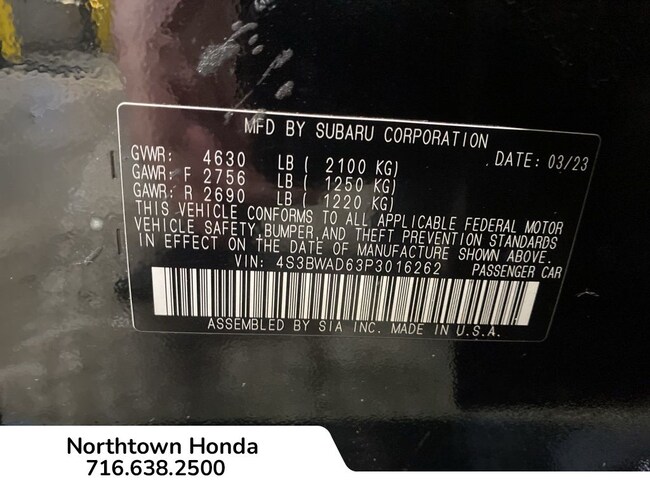 MFD BY SUBARU CORPORATION
GVWR: 4630 LB ( 2100 KG) DATE: 03/23
GAWR: F 2756 LB ( 1250 KG)
GAWR: R 2690 LB ( 1220 KG)
THIS VEHICLE CONFORMS TO ALL APPLICABLE FEDERAL MOTOR
VEHICLE SAFETY,BUMPER,AND THEFT PREVENTION STANDARDS
IN EFFECT ON THE DATE OF MANUFACTURE SHOWN ABOVE.
VIN: 4S3BWAD63P3016262 PASSENGER CAR
ASSEMBLED BY SIA INC. MADE IN U.S.A.
Northtown Honda
716.638.2500